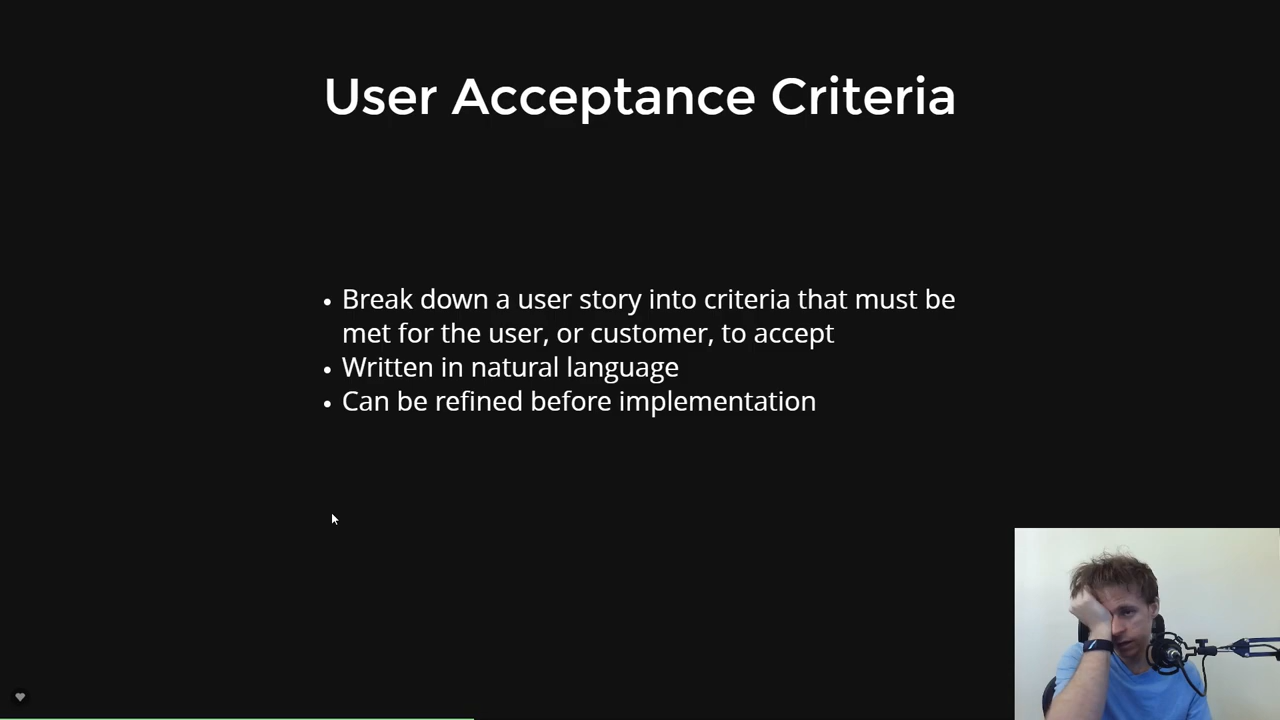 User Acceptance Criteria
• Break down a user story into criteria that must be
met for the user, or customer, to accept
• Written in natural language
• Can be refined before implementation